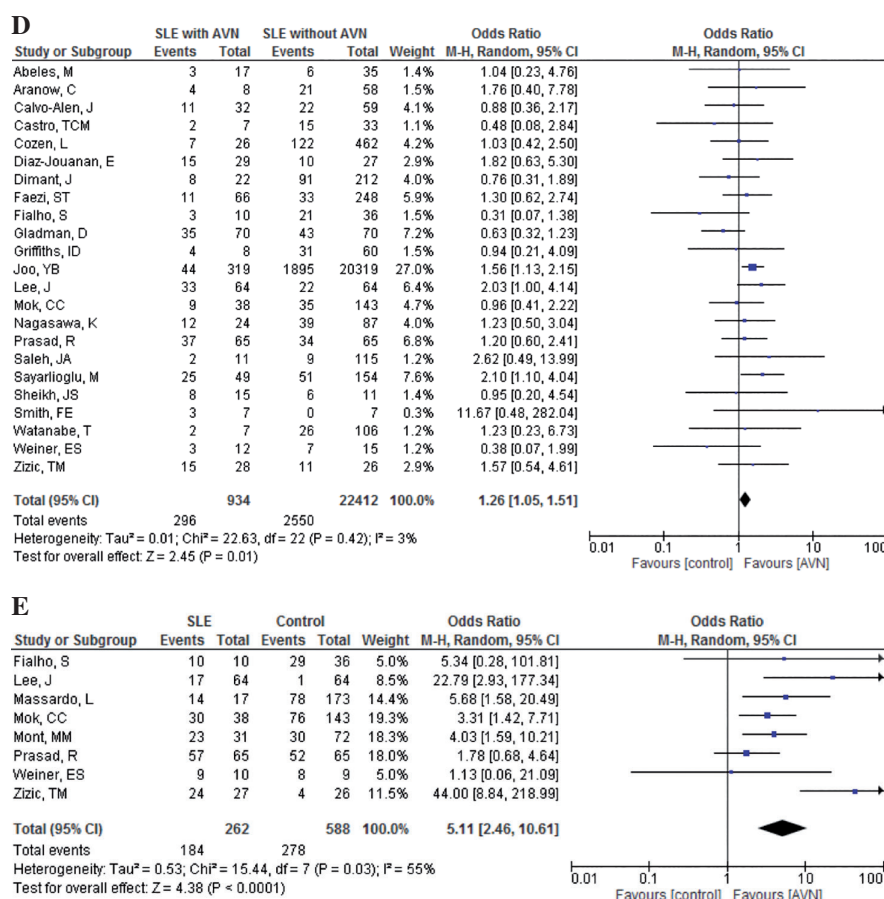 D
SLE with AVN SLE without AVN Odds Ratio Odds Ratio
Study or Subgroup Events Total Events Total Weight M-H, Random, 95% CI M-H, Random, 95% CI
Abeles, M 3 17 6 35 1.4% 1.04 [0.23, 4.76]
Aranow, C 4 8 21 58 1.5% 1.76 [0.40, 7.78]
Calvo-Alen, J 11 32 22 59 4.1% 0.88 [0.36, 2.17]
Castro, TCM 2 7 15 33 1.1% 0.48 [0.08, 2.84]
Cozen, L 7 26 122 462 4.2% 1.03 [0.42, 2.50]
Diaz-Jouanan, E 15 29 10 27 2.9% 1.82 [0.63, 5.30]
Dimant, J 8 22 91 212 4.0% 0.76 [0.31, 1.89]
Faezi, ST 11 66 33 248 5.9% 1.30 [0.62, 2.74]
Fialho, S 3 10 21 36 1.5% 0.31 [0.07, 1.38]
Gladman, D 35 70 43 70 7.1% 0.63 [0.32, 1.23]
Griffiths, ID 4 8 31 60 1.6% 0.94 [0.21, 4.09]
Joo, YB 44 319 1895 20319 27.0% 1.56 [1.13, 2.15]
Lee, J 33 64 22 64 6.4% 2.03 [1.00, 4.14]
Mok, CC 9 38 35 143 4.7% 0.96 [0.41, 2.22]
Nagasawa, K 12 24 39 87 4.0% 1.23 [0.50, 3.04]
Prasad, R 37 65 34 65 6.8% 1.20 [0.60, 2.41]
Saleh, JA 2 11 9 115 1.2% 2.62 [0.49, 13.99]
Sayarlioglu, M 25 49 51 154 7.6% 2.10 [1.10, 4.04]
Sheikh, JS 8 15 6 11 1.4% 0.95 [0.20, 4.54]
Smith, FE 3 7 0 7 0.3% 11.67 [0.48, 282.04]
Watanabe, T 2 7 26 106 1.2% 1.23 [0.23, 6.73]
Weiner, ES 3 12 7 15 1.2% 0.38 [0.07, 1.99]
Zizic, TM 15 28 11 26 2.9% 1.57 [0.54, 4.61]
Total (95% CI) 934 22412 100.0% 1.26 [1.05, 1.51]
Total events 296 2550
Heterogeneity: Tau² = 0.01; Chi² = 22.63, df = 22 (P = 0.42); I² = 3%
Test for overall effect: Z = 2.45 (P = 0.01)
0.01 0.1 1 10 100
Favours [control] Favours [AVN]
E
SLE Control Odds Ratio Odds Ratio
Study or Subgroup Events Total Events Total Weight M-H, Random, 95% CI M-H, Random, 95% CI
Fialho, S 10 10 29 36 5.0% 5.34 [0.28, 101.81]
Lee, J 17 64 1 64 8.5% 22.79 [2.93, 177.34]
Massardo, L 14 17 78 173 14.4% 5.68 [1.58, 20.49]
Mok, CC 30 38 76 143 19.3% 3.31 [1.42, 7.71]
Mont, MM 23 31 30 72 18.3% 4.03 [1.59, 10.21]
Prasad, R 57 65 52 65 18.0% 1.78 [0.68, 4.64]
Weiner, ES 9 10 8 9 5.0% 1.13 [0.06, 21.09]
Zizic, TM 24 27 4 26 11.5% 44.00 [8.84, 218.99]
Total (95% CI) 262 588 100.0% 5.11 [2.46, 10.61]
Total events 184 278
Heterogeneity: Tau² = 0.53; Chi² = 15.44, df = 7 (P = 0.03); I² = 55%
Test for overall effect: Z = 4.38 (P < 0.0001)
0.01 0.1 1 10 100
Favours [control] Favours [AVN]